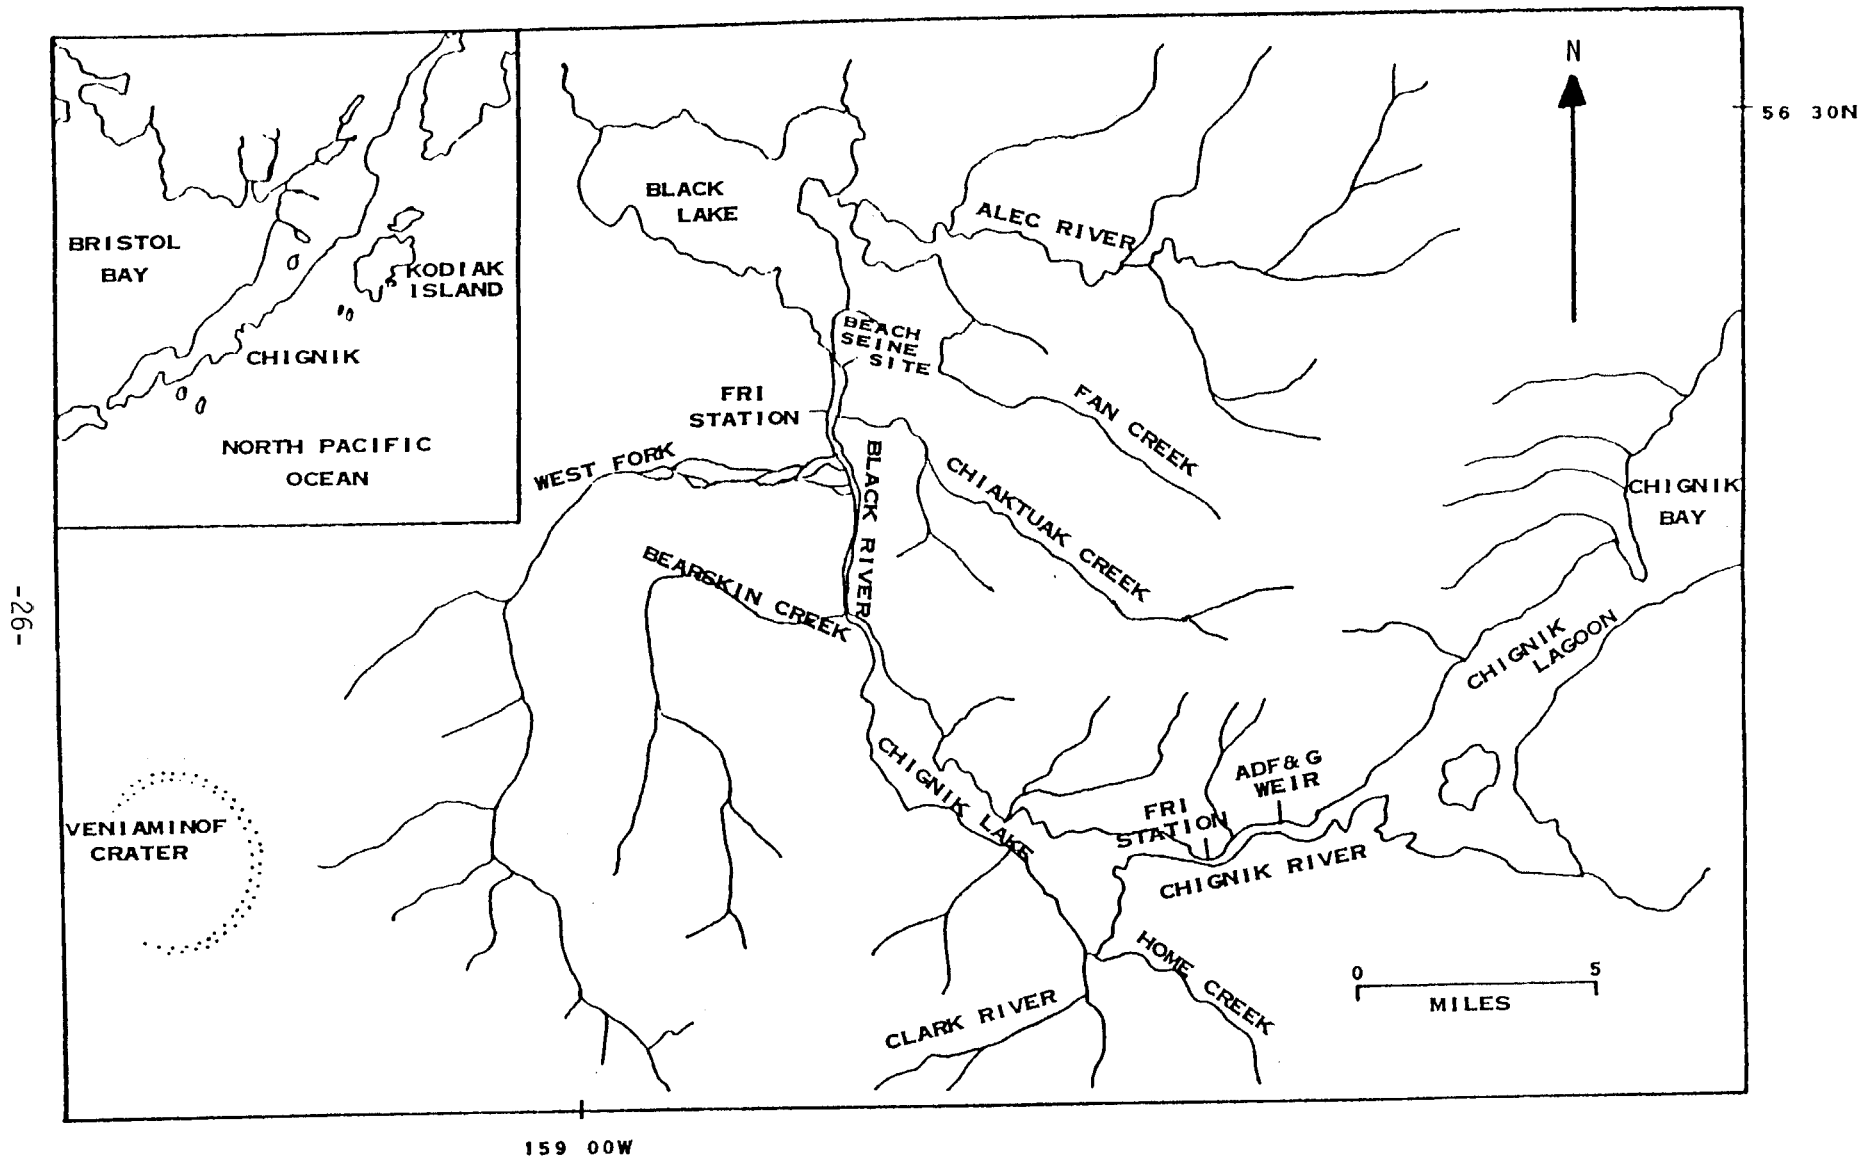 N
56 30N
BRISTOL
BAY
KODIAK
ISLAND
CHIGNIK
NORTH PACIFIC
OCEAN
BLACK
LAKE
ALEC RIVER
BEACH
SEINE
SITE
FRI
STATION
FAN CREEK
WEST FORK
BLACK RIVER
CHIAKTUAK CREEK
CHIGNIK
BAY
BEARSKIN CREEK
CHIGNIK
LAGOON
-26-
CHIGNIK LAKE
ADF&G
WEIR
FRI
STATION
VENIAMINOF
CRATER
CHIGNIK RIVER
HOME CREEK
CLARK RIVER
0 5
MILES
159 00W